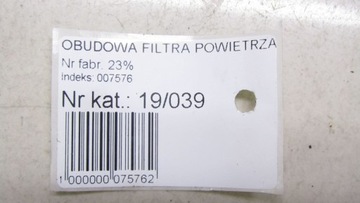 OBUDOWA FILTRA POWIETRZA
Nr fabr. 23%
Indeks: 007576
Nr kat.: 19/039
1 000000 075762